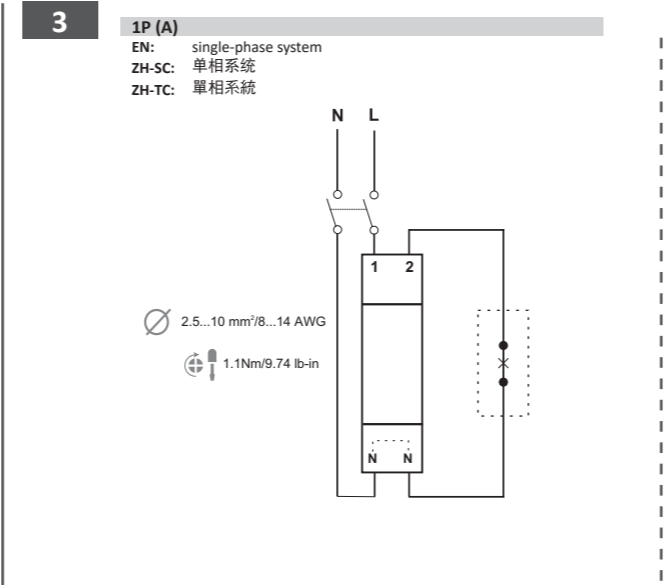 3
1P (A)
EN: single-phase system
ZH-SC: 单相系统
ZH-TC: 單相系統
N L
1 2
2.5...10 mm²/8...14 AWG
1.1Nm/9.74 lb-in
N N